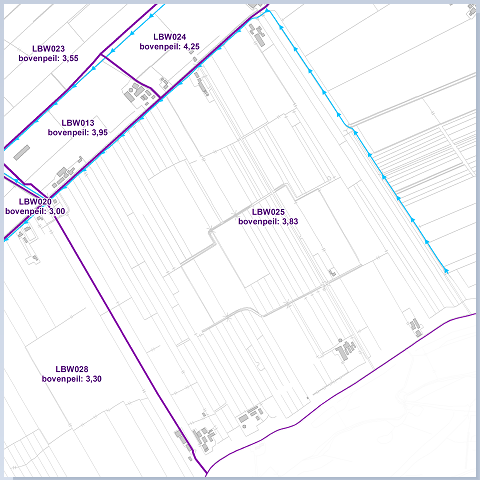 LBW023
bovenpeil: 3,55
LBW024
bovenpeil: 4,25
LBW013
bovenpeil: 3,95
LBW020
bovenpeil: 3,00
LBW025
bovenpeil: 3,83
LBW028
bovenpeil: 3,30